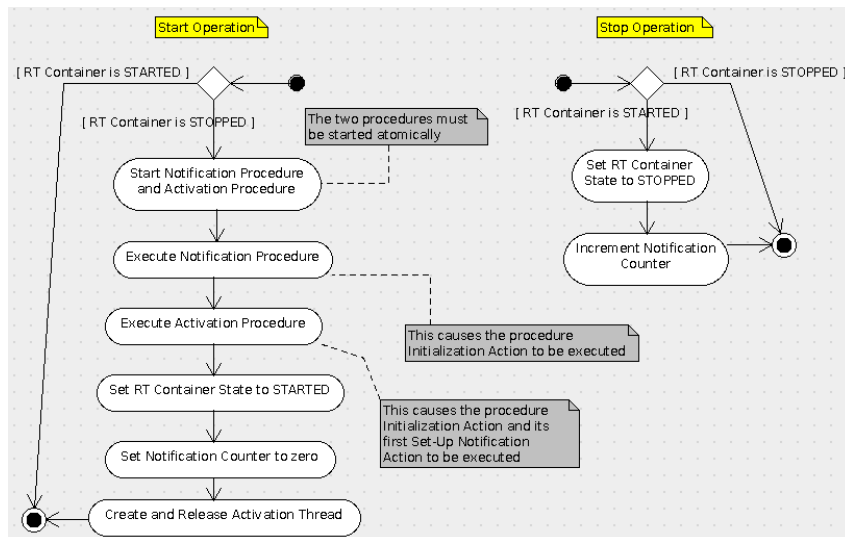 Start Operation
[ RT Container is STARTED ]
[ RT Container is STOPPED ]
The two procedures must
be started atomically
Start Notification Procedure
and Activation Procedure
Execute Notification Procedure
This causes the procedure
Initialization Action to be executed
Execute Activation Procedure
This causes the procedure
Initialization Action and its
first Set-Up Notification
Action to be executed
Set RT Container State to STARTED
Set Notification Counter to zero
Create and Release Activation Thread
Stop Operation
[ RT Container is STOPPED ]
[ RT Container is STARTED ]
Set RT Container
State to STOPPED
Increment Notification
Counter